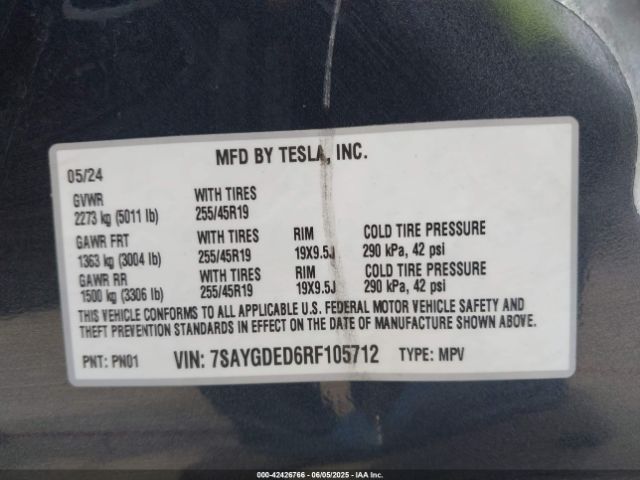 MFD BY TESLA, INC.
05/24
GVWR WITH TIRES
2273 kg (5011 lb) 255/45R19
GAWR FRT WITH TIRES RIM COLD TIRE PRESSURE
1363 kg (3004 lb) 255/45R19 19X9.5J 290 kPa, 42 psi
GAWR RR WITH TIRES RIM COLD TIRE PRESSURE
1500 kg (3306 lb) 255/45R19 19X9.5J 290 kPa, 42 psi
THIS VEHICLE CONFORMS TO ALL APPLICABLE U.S. FEDERAL MOTOR VEHICLE SAFETY AND
THEFT PREVENTION STANDARDS IN EFFECT ON THE DATE OF MANUFACTURE SHOWN ABOVE.
PNT: PN01 VIN: 7SAYGDED6RF105712 TYPE: MPV
000-42426766 - 06/05/2025 - IAA Inc.